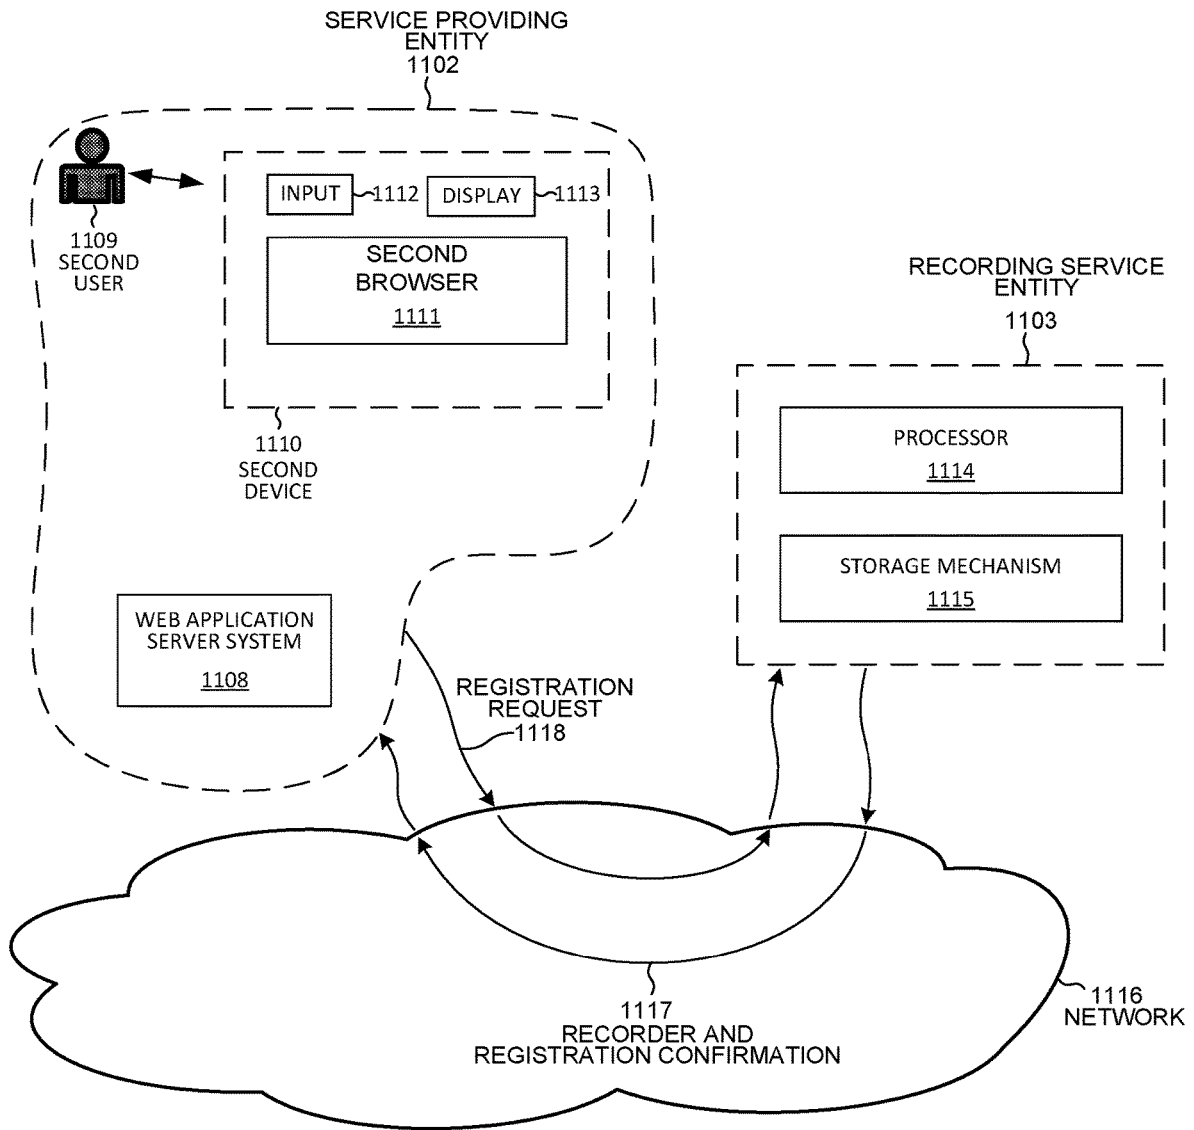 SERVICE PROVIDING
ENTITY
1102
INPUT
1112
DISPLAY
1113
1109
SECOND
USER
SECOND
BROWSER
1111
1110
SECOND
DEVICE
RECORDING SERVICE
ENTITY
1103
PROCESSOR
1114
STORAGE MECHANISM
1115
WEB APPLICATION
SERVER SYSTEM
1108
REGISTRATION
REQUEST
1118
1117
RECORDER AND
REGISTRATION CONFIRMATION
1116
NETWORK